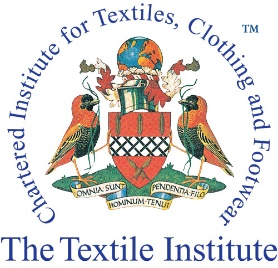 Chartered Institute for Textiles, Clothing and Footwear
TM
OMNIA SUNT
HOMINUM·TENUI
PENDENTIA·FILO
The Textile Institute